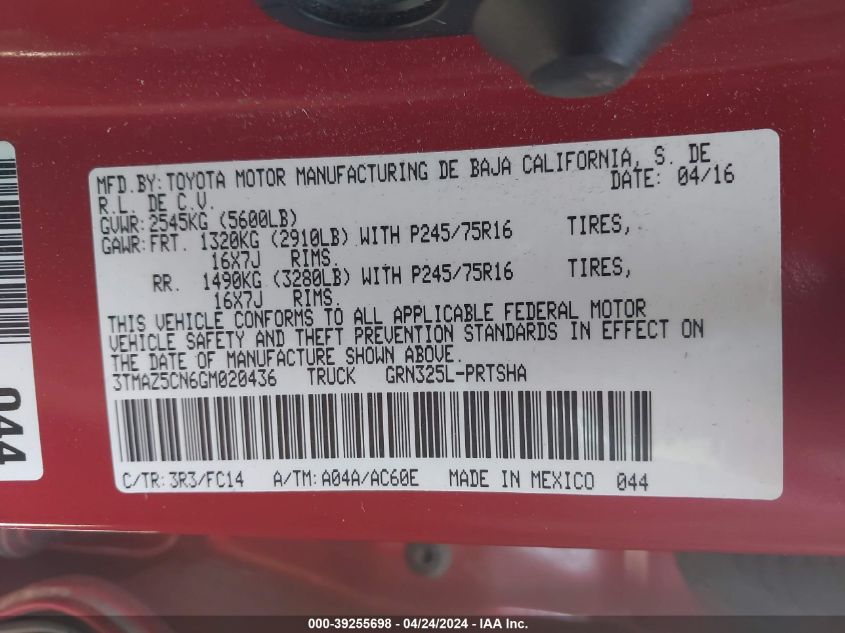 MFD.BY:TOYOTA MOTOR MANUFACTURING DE BAJA CALIFORNIA, S. DE
R.L. DE C.V. DATE: 04/16
GVWR:2545KG (5600LB)
GAWR:FRT. 1320KG (2910LB) WITH P245/75R16 TIRES,
16X7J RIMS.
RR. 1490KG (3280LB) WITH P245/75R16 TIRES,
16X7J RIMS.
THIS VEHICLE CONFORMS TO ALL APPLICABLE FEDERAL MOTOR
VEHICLE SAFETY AND THEFT PREVENTION STANDARDS IN EFFECT ON
THE DATE OF MANUFACTURE SHOWN ABOVE.
3TMAZ5CN6GM020436 TRUCK GRN325L-PRTSHA
C/TR:3R3/FC14 A/TM:A04A/AC60E MADE IN MEXICO 044
044
000-39255698 - 04/24/2024 - IAA, Inc.